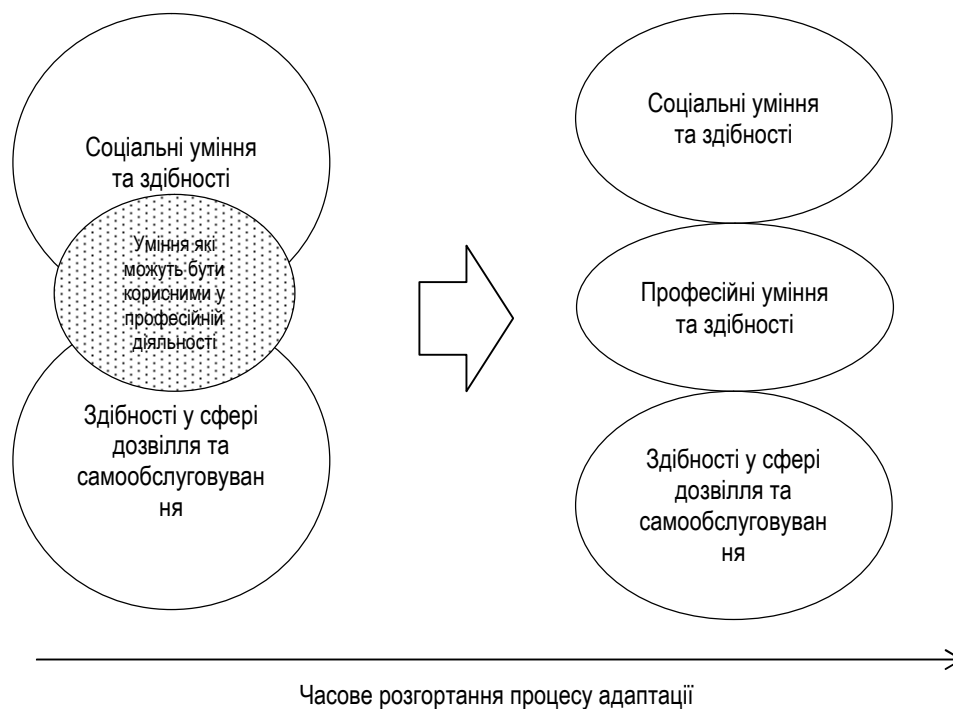 Соціальні уміння
та здібності
Уміння які
можуть бути
корисними у
професійній
діяльності
Здібності у сфері
дозвілля та
самообслуговуван
ня
Соціальні уміння
та здібності
Професійні уміння
та здібності
Здібності у сфері
дозвілля та
самообслуговуван
ня
Часове розгортання процесу адаптації